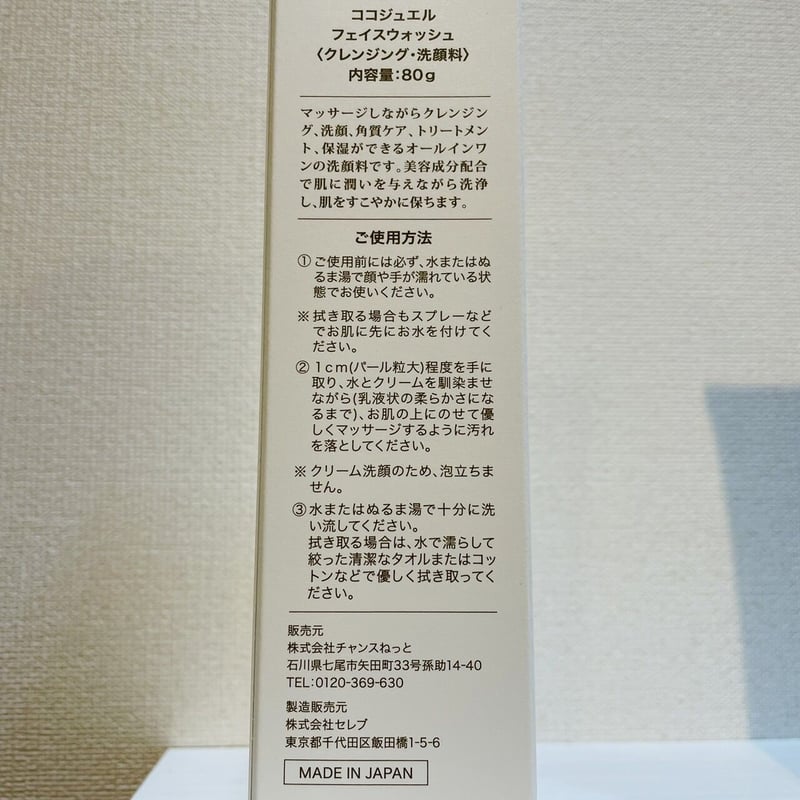 ココジュエル
フェイスウォッシュ
〈クレンジング・洗顔料〉
内容量:80g
マッサージしながらクレンジン
グ、洗顔、角質ケア、トリートメン
ト、保湿ができるオールインワ
ンの洗顔料です。美容成分配合
で肌に潤いを与えながら洗浄
し、肌をすこやかに保ちます。
ご使用方法
①ご使用前には必ず、水またはぬ
るま湯で顔や手が濡れている状
態でお使いください。
※拭き取る場合もスプレーなど
でお肌に先にお水を付けてく
ださい。
②1cm(パール粒大)程度を手に
取り、水とクリームを馴染ませ
ながら(乳液状の柔らかさにな
るまで)、お肌の上にのせて優
しくマッサージするように汚れ
を落としてください。
※クリーム洗顔のため、泡立ちま
せん。
③水またはぬるま湯で十分に洗
い流してください。
拭き取る場合は、水で濡らして
絞った清潔なタオルまたはコッ
トンなどで優しく拭き取ってく
ださい。
販売元
株式会社チャンスねっと
石川県七尾市矢田町33号孫助14-40
TEL:0120-369-630
製造販売元
株式会社セレブ
東京都千代田区飯田橋1-5-6
MADE IN JAPAN